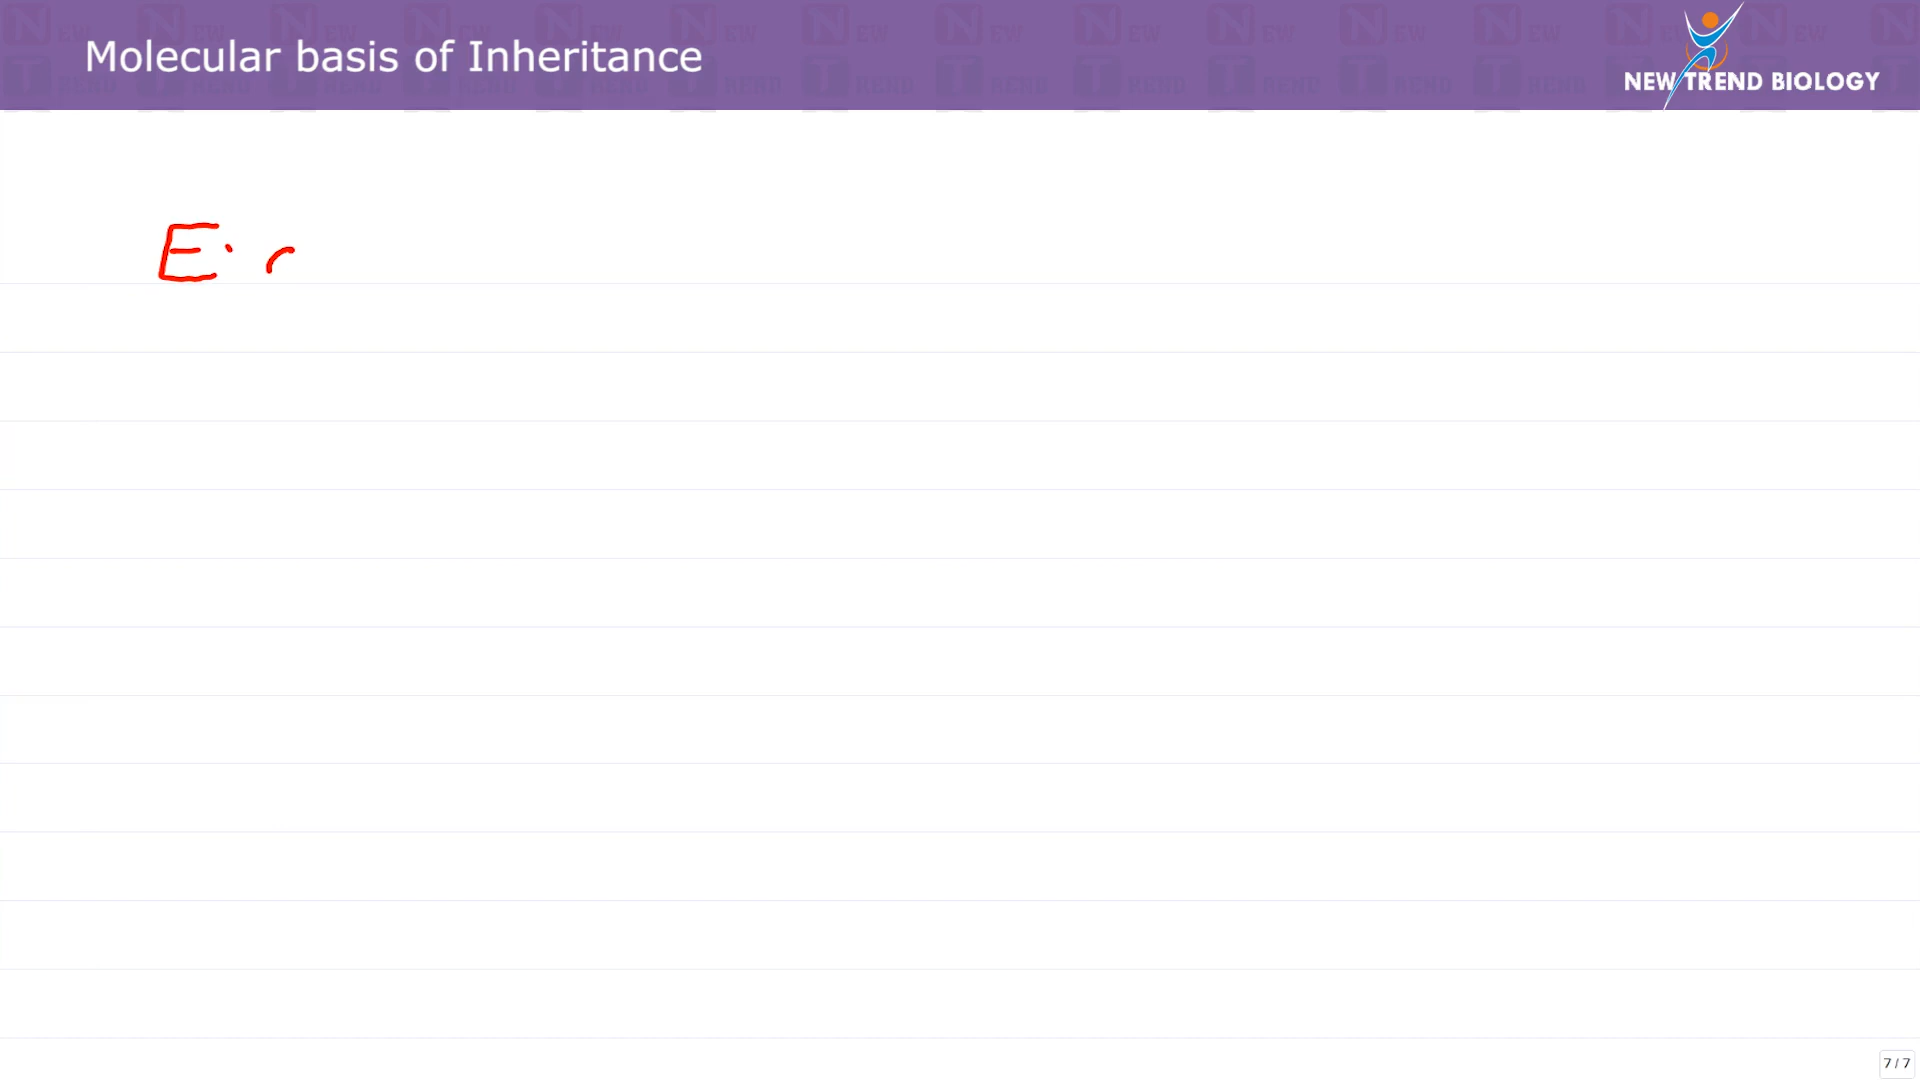 Molecular basis of Inheritance
NEW TREND BIOLOGY
E.
7 / 7